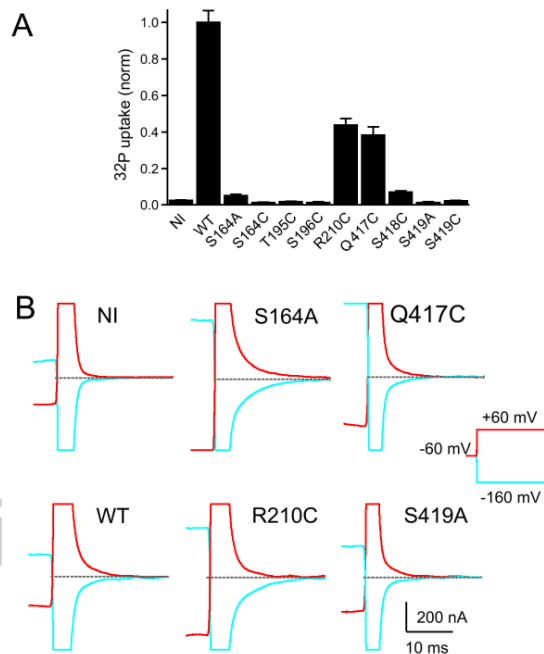 A
32P uptake (norm)
1.0
0.8
0.6
0.4
0.2
0.0
NI
WT
S164A
S164C
T195C
S196C
R210C
Q417C
S418C
S419A
S419C
B
NI
S164A
Q417C
+60 mV
-60 mV
-160 mV
WT
R210C
S419A
200 nA
10 ms